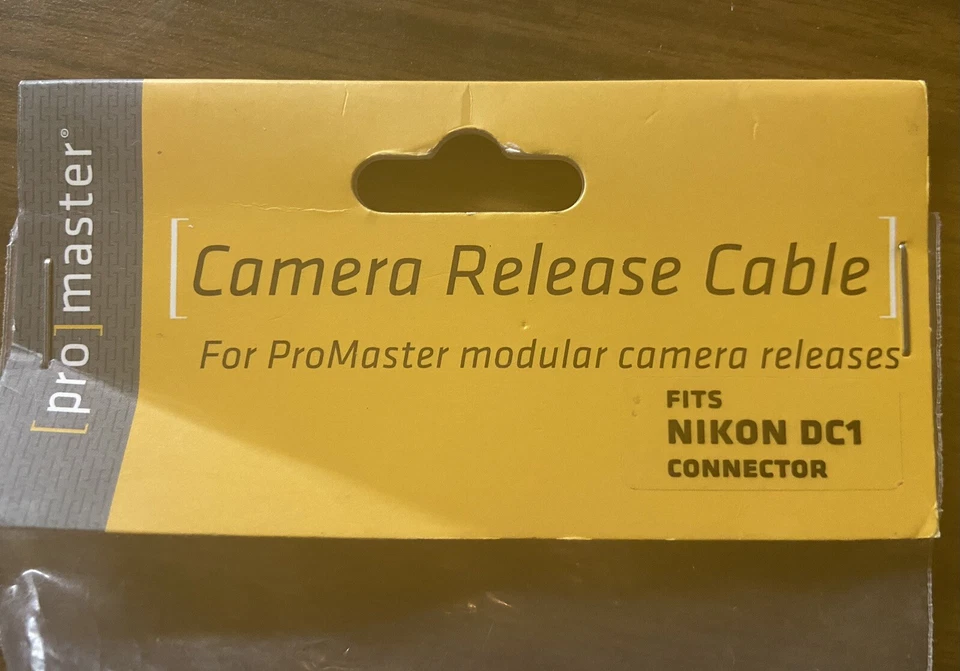 [pro]master®
[Camera Release Cable]
For ProMaster modular camera releases
FITS
NIKON DC1
CONNECTOR